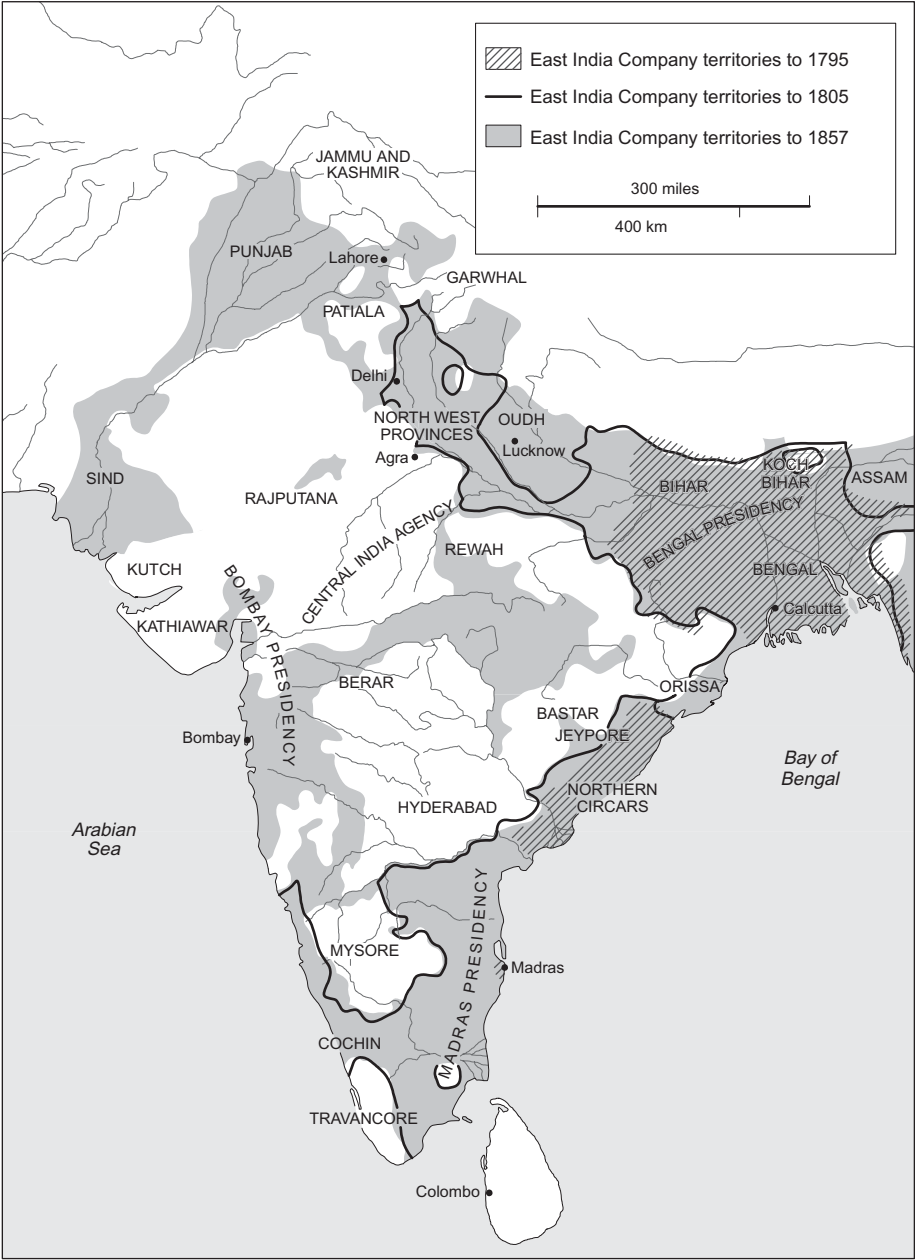 East India Company territories to 1795
East India Company territories to 1805
East India Company territories to 1857
300 miles
400 km
JAMMU AND
KASHMIR
PUNJAB
Lahore
GARWHAL
PATIALA
Delhi
NORTH WEST
PROVINCES
OUDH
Lucknow
Agra
KOCH
BIHAR
ASSAM
SIND
BIHAR
RAJPUTANA
BENGAL PRESIDENCY
CENTRAL INDIA AGENCY
REWAH
KUTCH
BENGAL
BOMBAY PRESIDENCY
Calcutta
KATHIAWAR
BERAR
ORISSA
BASTAR
JEYPORE
Bombay
Bay of
Bengal
NORTHERN
CIRCARS
HYDERABAD
Arabian
Sea
MADRAS PRESIDENCY
MYSORE
Madras
COCHIN
TRAVANCORE
Colombo